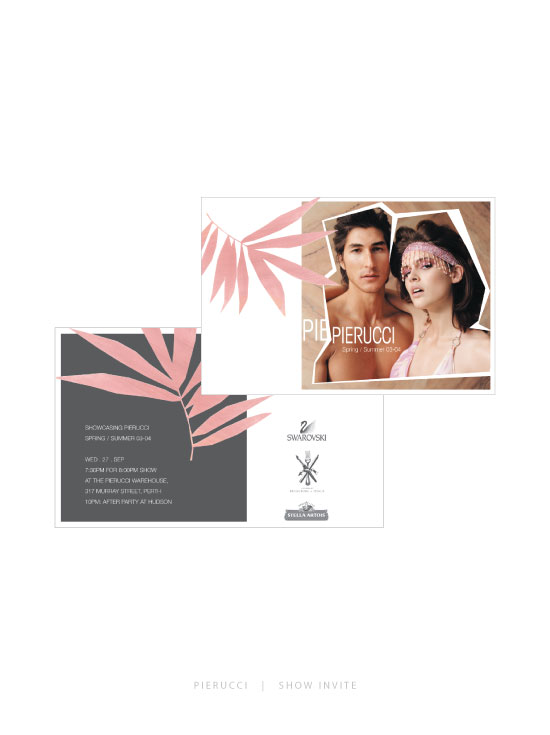 PIE PIERUCCI
Spring / Summer 03-04
SHOWCASING PIERUCCI
SPRING / SUMMER 03-04
WED . 27 . SEP
7:30PM FOR 8:00PM SHOW
AT THE PIERUCCI WAREHOUSE,
317 MURRAY STREET, PERTH
10PM: AFTER PARTY AT HUDSON
SWAROVSKI
STELLA ARTOIS
PIERUCCI | SHOW INVITE